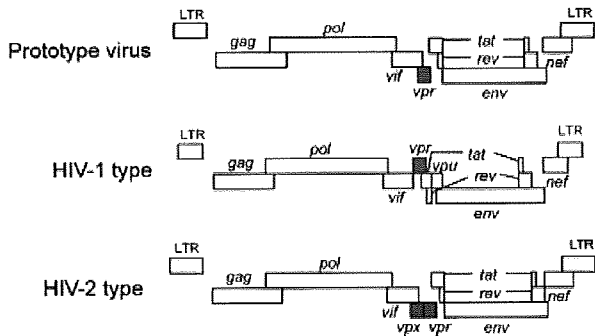 LTR
LTR
gag
pol
tat
Prototype virus
rev
nef
vif
vpr
env
LTR
LTR
gag
pol
vpr
vpu
tat
HIV-1 type
rev
nef
vif
env
LTR
LTR
gag
pol
tat
HIV-2 type
rev
nef
vif
vpx vpr
env